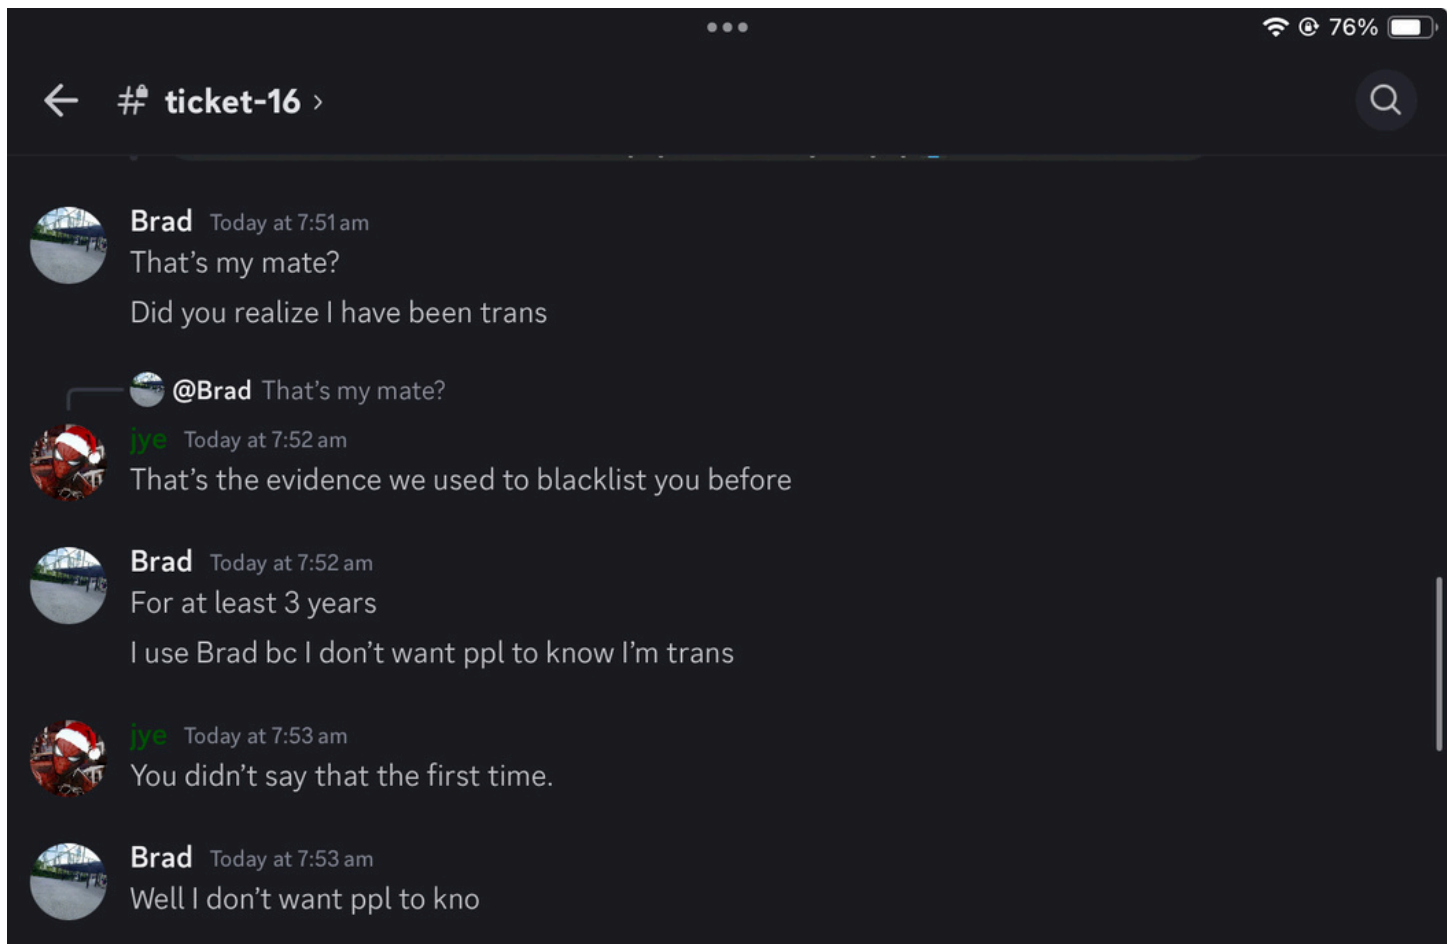 76%
ticket-16
Brad Today at 7:51 am
That's my mate?
Did you realize I have been trans
@Brad That's my mate?
jye Today at 7:52 am
That's the evidence we used to blacklist you before
Brad Today at 7:52 am
For at least 3 years
I use Brad bc I don't want ppl to know I'm trans
jye Today at 7:53 am
You didn't say that the first time.
Brad Today at 7:53 am
Well I don't want ppl to kno